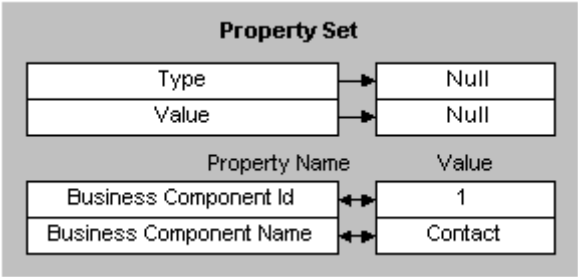 Property Set
Type Null
Value Null
Property Name Value
Business Component Id 1
Business Component Name Contact